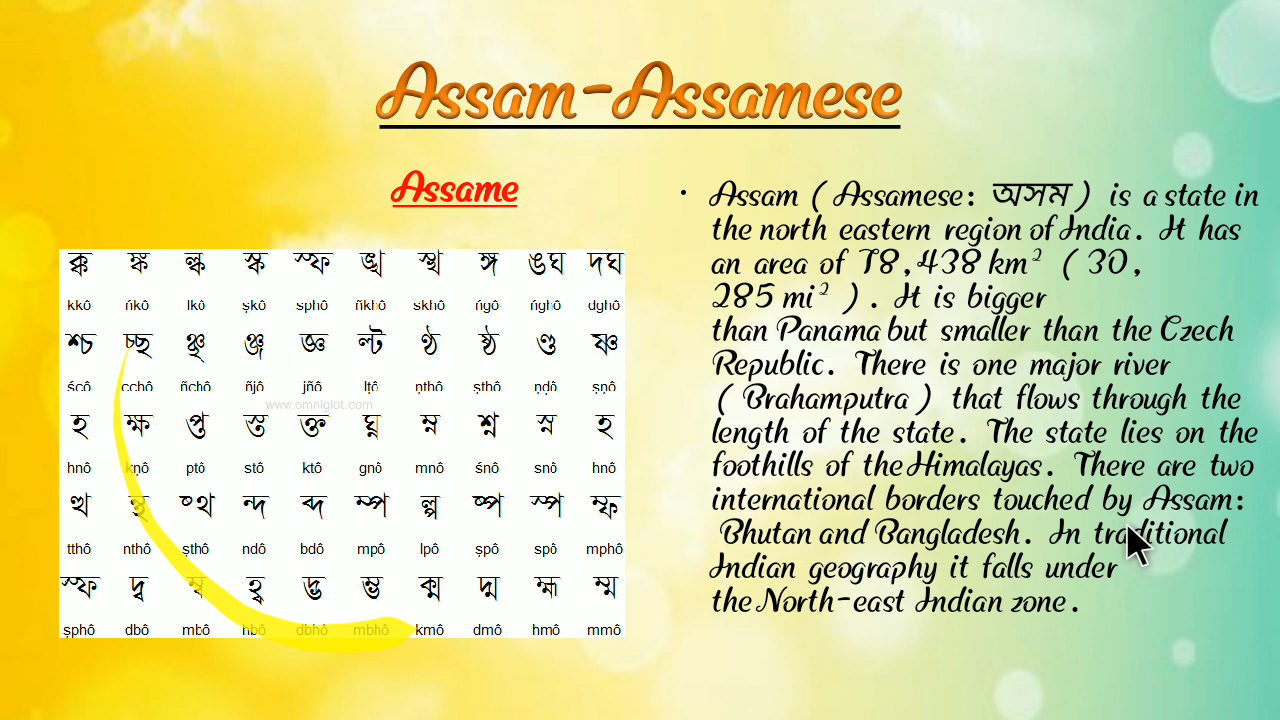 Assam-Assamese
Assame
ক্ক ঙ্ক ল্ক স্ক স্ফ ঙ্খ স্খ ঙ্গ ঙঘ দঘ
kkô ńkô lkô ṣkô sphô ñkhô skhô ńgô ńghô dghô
শ্চ চ্ছ ঞ্ছ ঞ্জ জ্ঞ ল্ট ণ্ঠ ষ্ঠ ণ্ড ষ্ণ
ścô cchô ñchô ñjô jñô lṭô ṇṭhô ṣṭhô ṇḍô ṣṇô
www.omniglot.com
হ্ন ক্ষ প্ত স্ত ক্ত ঘ্ন ম্ন শ্ন স্ন হ্ন
hnô kṇô ptô stô ktô gnô mnô śnô snô hnô
ত্থ ন্থ ষ্থ ন্দ ব্দ ম্প ল্প ষ্প স্প ম্ফ
tthô nthô ṣthô ndô bdô mpô lpô ṣpô spô mphô
স্ফ দ্ব ম্ব হ্ব দ্ভ ম্ভ ক্ম দ্ম হ্ম ম্ম
ṣphô dbô mbô hbô dbhô mbhô kmô dmô hmô mmô
• Assam ( Assamese: অসম ) is a state in
the north eastern region of India. It has
an area of 78,438 km² ( 30,
285 mi² ) . It is bigger
than Panama but smaller than the Czech
Republic. There is one major river
( Brahamputra ) that flows through the
length of the state. The state lies on the
foothills of the Himalayas. There are two
international borders touched by Assam:
Bhutan and Bangladesh. In traditional
Indian geography it falls under
the North-east Indian zone.